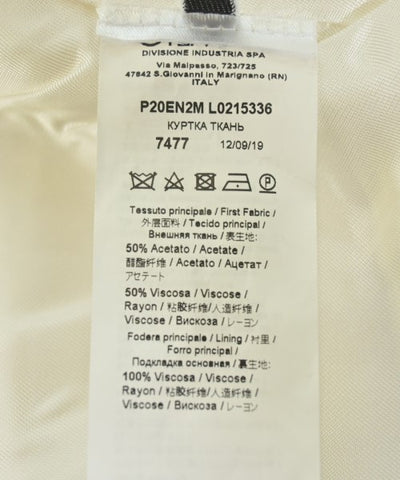 DIVISIONE INDUSTRIA SPA
Via Malpasso, 723/725
47842 S.Giovanni in Marignano (RN)
ITALY
P20EN2M L0215336
КУРТКА ТКАНЬ
7477 12/09/19
Tessuto principale / First Fabric /
外层面料 / Tecido principal /
Внешняя ткань / 表生地:
50% Acetato / Acetate /
醋酯纤维 / Acetato / Ацетат /
アセテート
50% Viscosa / Viscose /
Rayon / 粘胶纤维/人造纤维 /
Viscose / Вискоза / レーヨン
Fodera principale / Lining / 衬里 /
Forro principal /
Подкладка основная / 裏生地:
100% Viscosa / Viscose /
Rayon / 粘胶纤维/人造纤维 /
Viscose / Вискоза / レーヨン